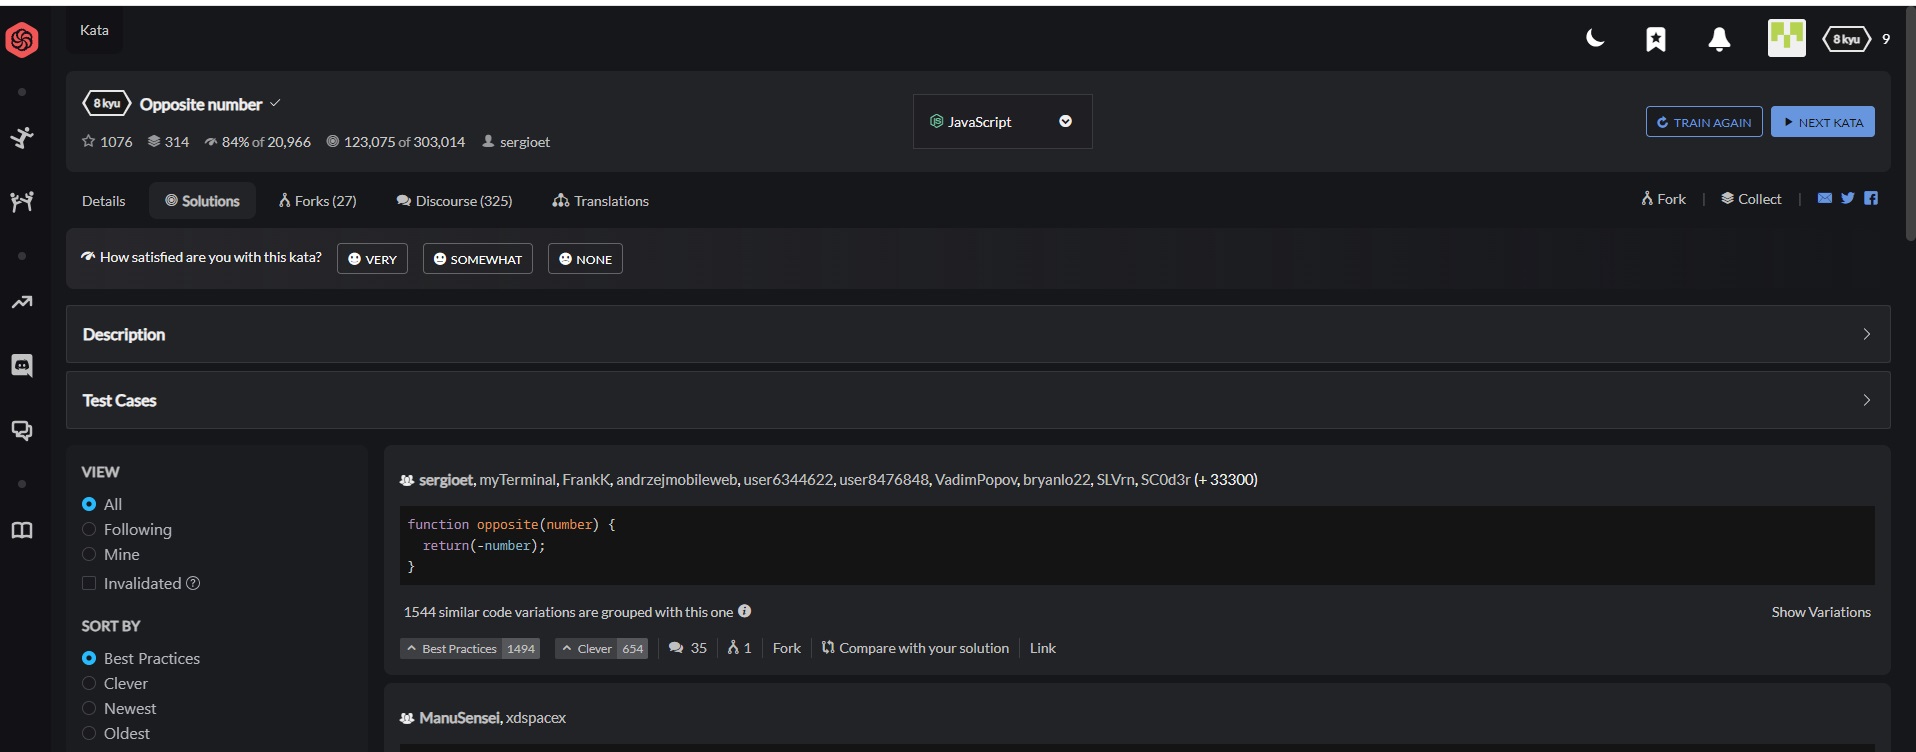 Kata
8 kyu 9
8 kyu Opposite number
1076 314 84% of 20,966 123,075 of 303,014 sergioet
JavaScript
TRAIN AGAIN NEXT KATA
Details Solutions Forks (27) Discourse (325) Translations
Fork | Collect |
How satisfied are you with this kata? VERY SOMEWHAT NONE
Description
Test Cases
VIEW
All
Following
Mine
Invalidated
SORT BY
Best Practices
Clever
Newest
Oldest
sergioet, myTerminal, FrankK, andrzejmobileweb, user6344622, user8476848, VadimPopov, bryanlo22, SLVrn, SC0d3r (+ 33300)
function opposite(number) {
return(-number);
}
1544 similar code variations are grouped with this one
Show Variations
Best Practices 1494 Clever 654 35 1 Fork Compare with your solution Link
ManuSensei, xdspacex